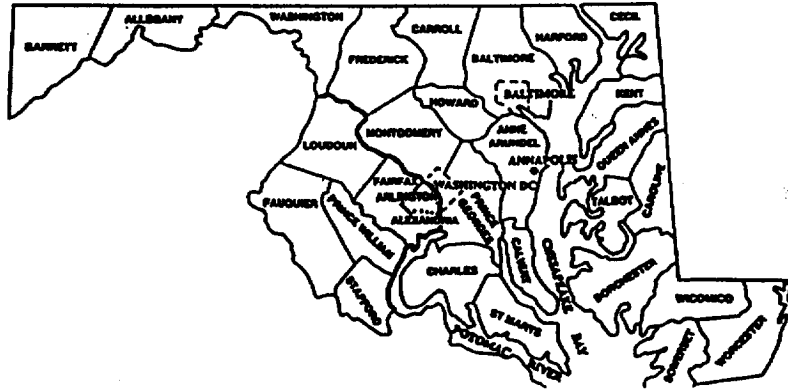 GARRETT
ALLEGANY
WASHINGTON
FREDERICK
CARROLL
BALTIMORE
HARFORD
CECIL
BALTIMORE
KENT
HOWARD
MONTGOMERY
LOUDOUN
ANNE
ARUNDEL
ANNAPOLIS
QUEEN ANNES
CAROLINE
TALBOT
FAIRFAX
ARLINGTON
ALEXANDRIA
WASHINGTON DC
PRINCE
GEORGES
FAUQUIER
PRINCE WILLIAM
STAFFORD
CHARLES
CALVERT
CHESAPEAKE
BAY
DORCHESTER
WICOMICO
WORCESTER
SOMERSET
ST MARYS
POTOMAC
RIVER